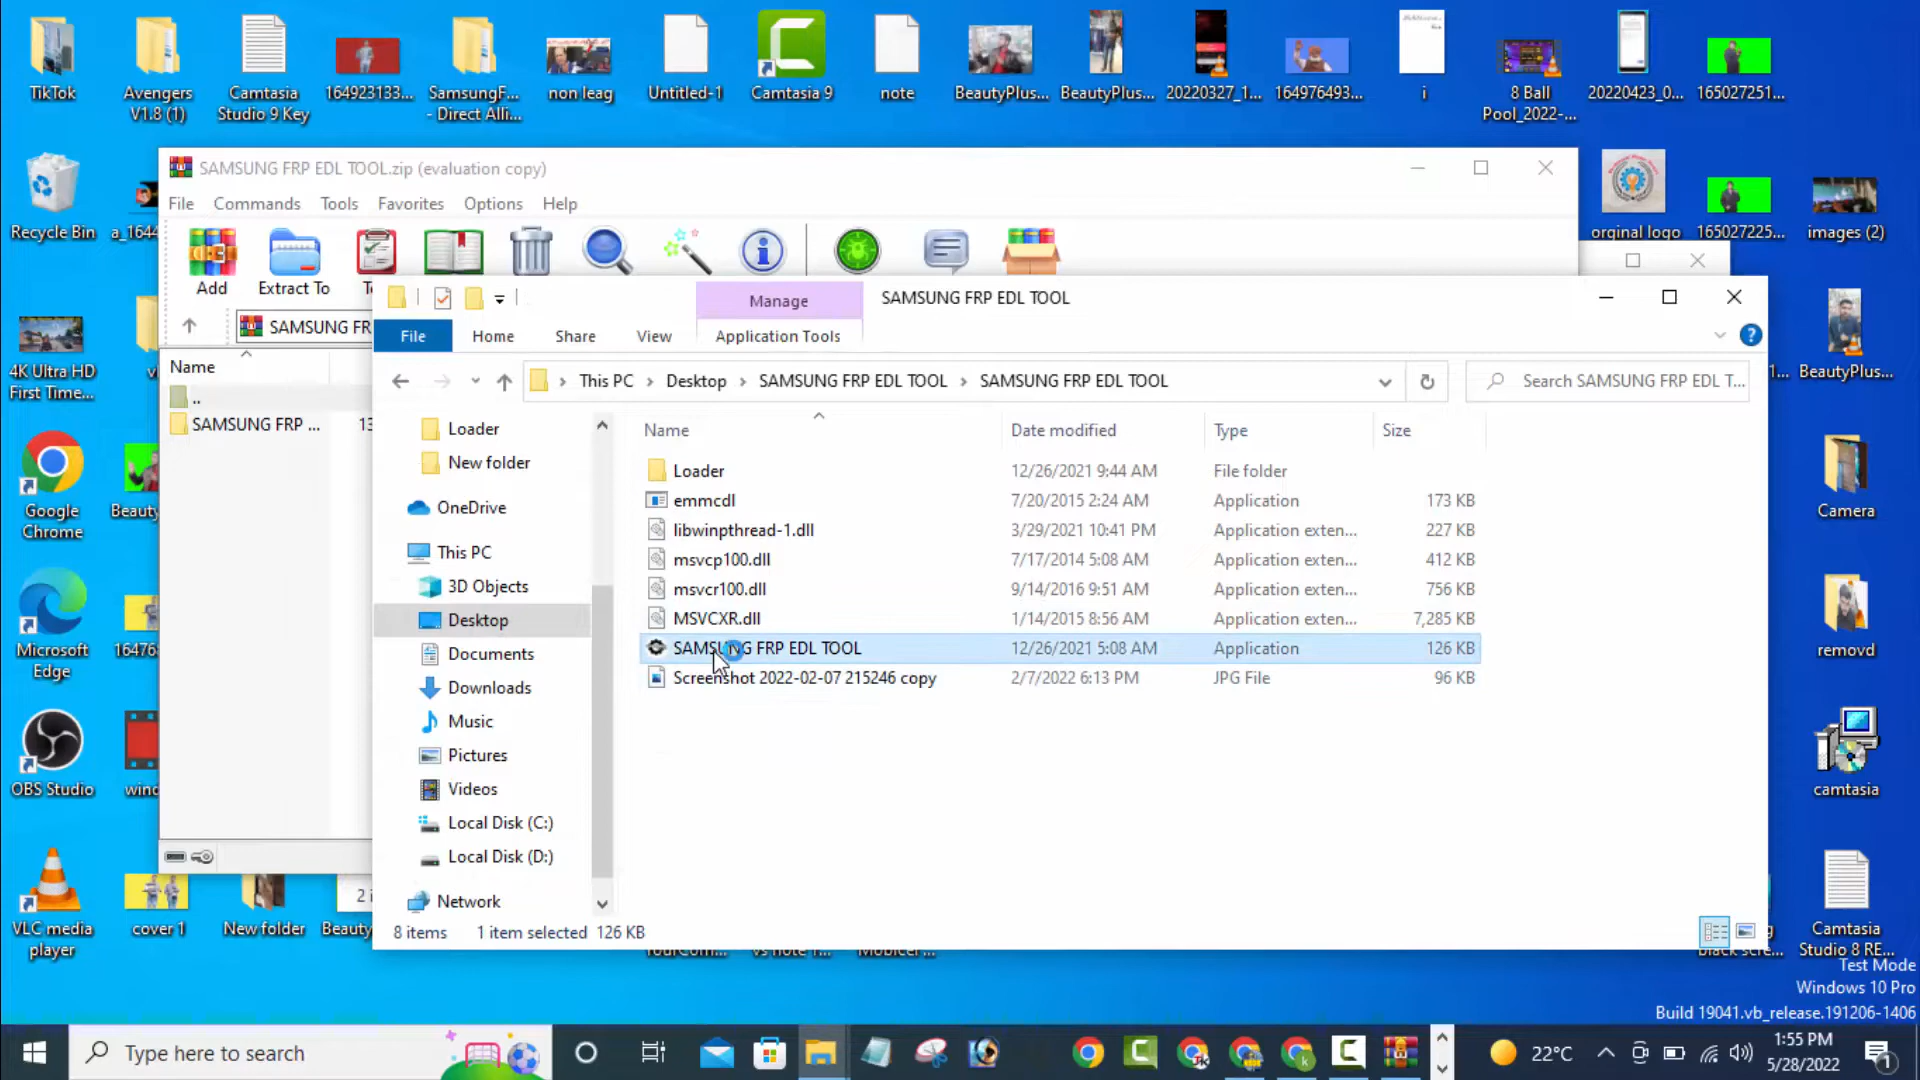 TikTok
Avengers
V1.8 (1)
Camtasia
Studio 9 Key
164923133...
SamsungF...
- Direct Alli...
non leag
Untitled-1
Camtasia 9
note
BeautyPlus...
BeautyPlus...
20220327_1...
164976493...
i
8 Ball
Pool_2022-...
20220423_0...
165027251...
SAMSUNG FRP EDL TOOL.zip (evaluation copy)
File Commands Tools Favorites Options Help
Recycle Bin
a_1644
orginal logo
165027225...
images (2)
Add
Extract To
SAMSUNG FR
Name
..
SAMSUNG FRP ...
13
Manage
SAMSUNG FRP EDL TOOL
File Home Share View Application Tools
This PC > Desktop > SAMSUNG FRP EDL TOOL > SAMSUNG FRP EDL TOOL
Search SAMSUNG FRP EDL T...
4K Ultra HD
First Time...
BeautyPlus...
Loader
New folder
OneDrive
This PC
3D Objects
Desktop
Documents
Downloads
Music
Pictures
Videos
Local Disk (C:)
Local Disk (D:)
Network
Name Date modified Type Size
Loader 12/26/2021 9:44 AM File folder
emmcdl 7/20/2015 2:24 AM Application 173 KB
libwinpthread-1.dll 3/29/2021 10:41 PM Application exten... 227 KB
msvcp100.dll 7/17/2014 5:08 AM Application exten... 412 KB
msvcr100.dll 9/14/2016 9:51 AM Application exten... 756 KB
MSVCXR.dll 1/14/2015 8:56 AM Application exten... 7,285 KB
SAMSUNG FRP EDL TOOL 12/26/2021 5:08 AM Application 126 KB
Screenshot 2022-02-07 215246 copy 2/7/2022 6:13 PM JPG File 96 KB
8 items 1 item selected 126 KB
Google
Chrome
Beauty
Camera
Microsoft
Edge
16476
removd
OBS Studio
wind
camtasia
VLC media
player
cover 1
New folder
Beauty
2 i
Camtasia
Studio 8 RE...
Test Mode
Windows 10 Pro
Build 19041.vb_release.191206-1406
Type here to search
22°C
1:55 PM
5/28/2022
1